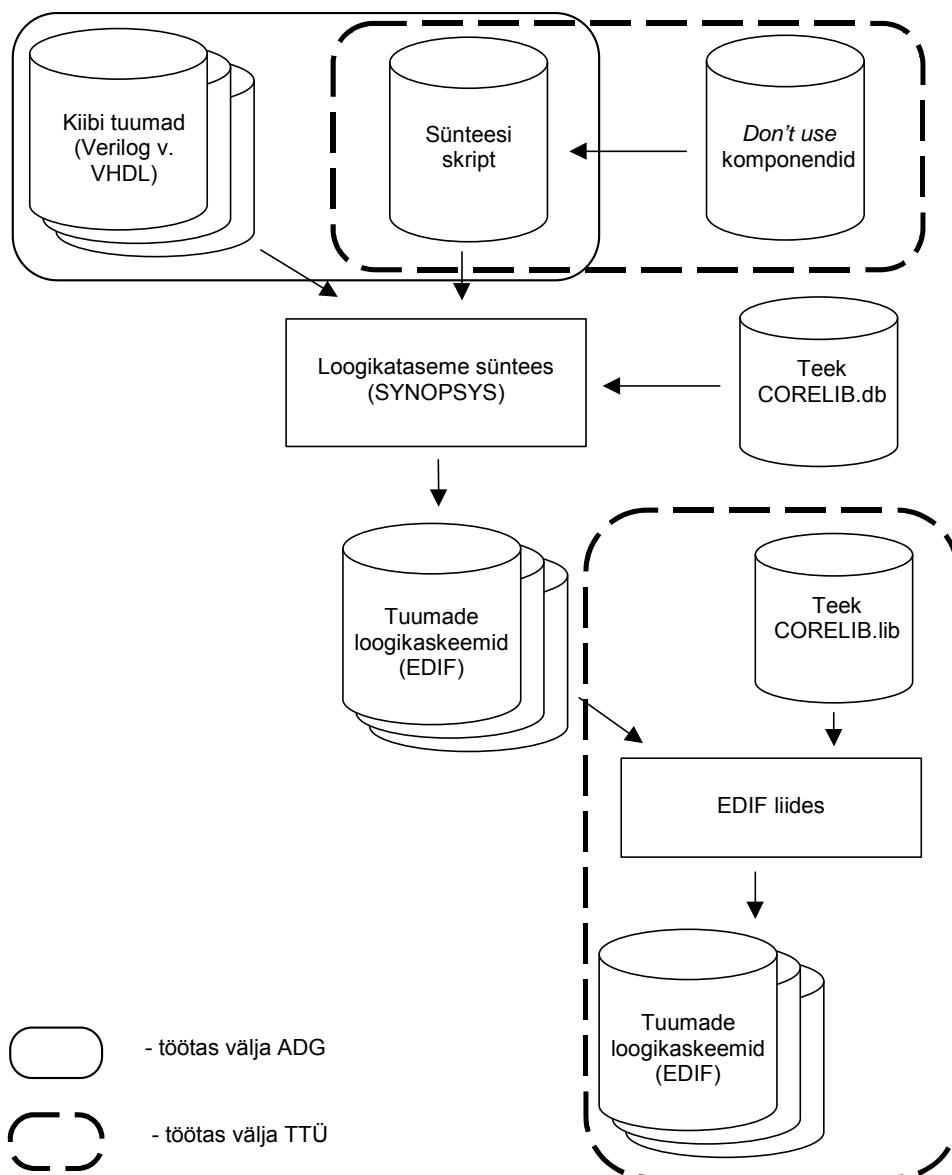 Kiibi tuumad
(Verilog v.
VHDL)
Sünteesi
skript
Don't use
komponendid
Loogikataseme süntees
(SYNOPSYS)
Teek
CORELIB.db
Tuumade
loogikaskeemid
(EDIF)
Teek
CORELIB.lib
EDIF liides
Tuumade
loogikaskeemid
(EDIF)
- töötas välja ADG
- töötas välja TTÜ